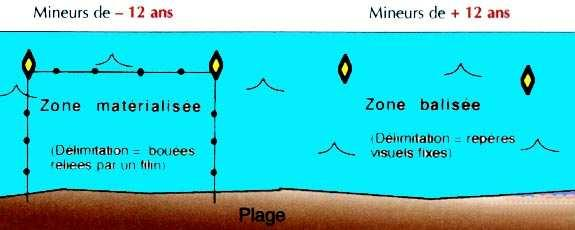 Mineurs de – 12 ans
Mineurs de + 12 ans
Zone matérialisée
(Délimitation = bouées
reliées par un filin)
Zone balisée
(Délimitation = repères
visuels fixes)
Plage